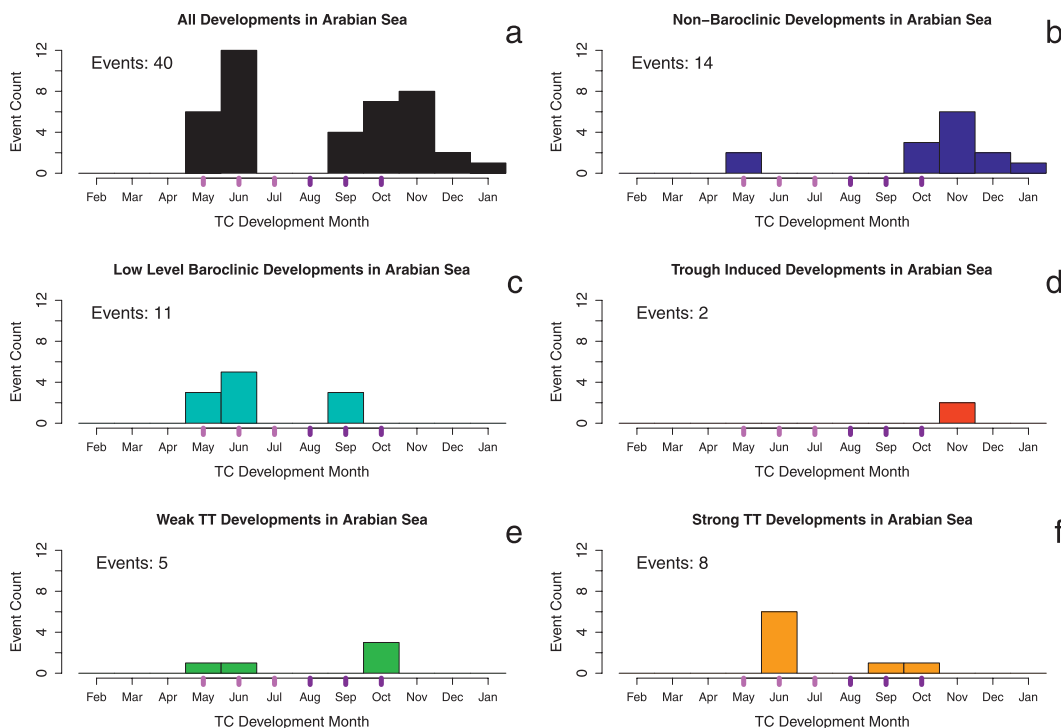 All Developments in Arabian Sea
a
Events: 40
Event Count
0 4 8 12
Feb Mar Apr May Jun Jul Aug Sep Oct Nov Dec Jan
TC Development Month
Non−Baroclinic Developments in Arabian Sea
b
Events: 14
Event Count
0 4 8 12
Feb Mar Apr May Jun Jul Aug Sep Oct Nov Dec Jan
TC Development Month
Low Level Baroclinic Developments in Arabian Sea
c
Events: 11
Event Count
0 4 8 12
Feb Mar Apr May Jun Jul Aug Sep Oct Nov Dec Jan
TC Development Month
Trough Induced Developments in Arabian Sea
d
Events: 2
Event Count
0 4 8 12
Feb Mar Apr May Jun Jul Aug Sep Oct Nov Dec Jan
TC Development Month
Weak TT Developments in Arabian Sea
e
Events: 5
Event Count
0 4 8 12
Feb Mar Apr May Jun Jul Aug Sep Oct Nov Dec Jan
TC Development Month
Strong TT Developments in Arabian Sea
f
Events: 8
Event Count
0 4 8 12
Feb Mar Apr May Jun Jul Aug Sep Oct Nov Dec Jan
TC Development Month